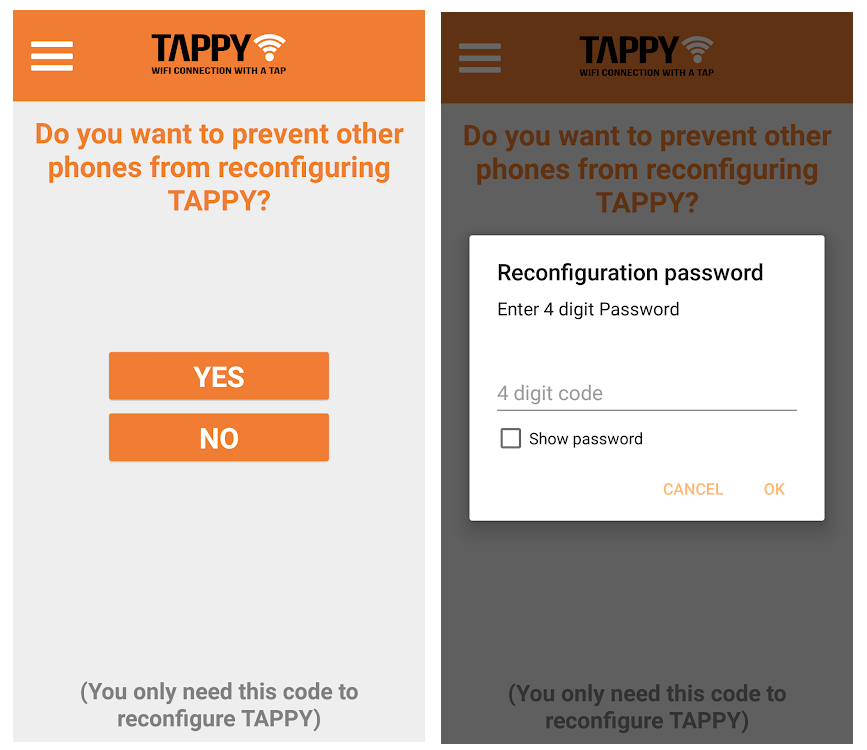 TAPPY
WIFI CONNECTION WITH A TAP
Do you want to prevent other
phones from reconfiguring
TAPPY?
YES
NO
(You only need this code to
reconfigure TAPPY)
TAPPY
WIFI CONNECTION WITH A TAP
Do you want to prevent other
phones from reconfiguring
TAPPY?
Reconfiguration password
Enter 4 digit Password
4 digit code
Show password
CANCEL OK
(You only need this code to
reconfigure TAPPY)